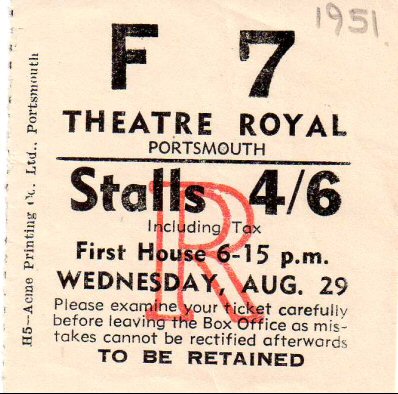 1951
F 7
THEATRE ROYAL
PORTSMOUTH
Stalls 4/6
Including Tax
R
First House 6-15 p.m.
WEDNESDAY, AUG. 29
Please examine your ticket carefully
before leaving the Box Office as mis-
takes cannot be rectified afterwards
TO BE RETAINED
H5--Acme Printing Co. Ltd., Portsmouth